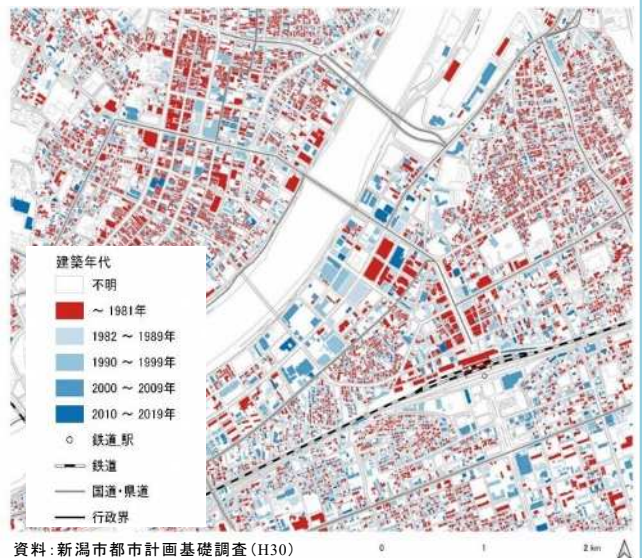 建築年代
不明
～ 1981年
1982 ～ 1989年
1990 ～ 1999年
2000 ～ 2009年
2010 ～ 2019年
鉄道_駅
鉄道
国道・県道
行政界
資料：新潟市都市計画基礎調査（H30）
0 1 2 km